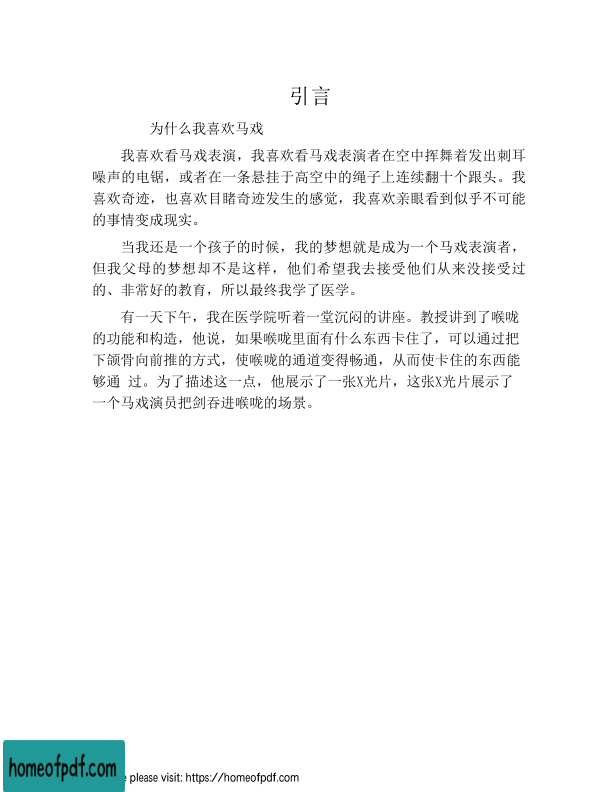 引言
为什么我喜欢马戏
我喜欢看马戏表演，我喜欢看马戏表演者在空中挥舞着发出刺耳
噪声的电锯，或者在一条悬挂于高空中的绳子上连续翻十个跟头。我
喜欢奇迹，也喜欢目睹奇迹发生的感觉，我喜欢亲眼看到似乎不可能
的事情变成现实。
当我还是一个孩子的时候，我的梦想就是成为一个马戏表演者，
但我父母的梦想却不是这样，他们希望我去接受他们从来没接受过
的、非常好的教育，所以最终我学了医学。
有一天下午，我在医学院听着一堂沉闷的讲座。教授讲到了喉咙
的功能和构造，他说，如果喉咙里面有什么东西卡住了，可以通过把
下颌骨向前推的方式，使喉咙的通道变得畅通，从而使卡住的东西能
够通 过。为了描述这一点，他展示了一张X光片，这张X光片展示了
一个马戏演员把剑吞进喉咙的场景。
homeofpdf.com
e please visit: https://homeofpdf.com